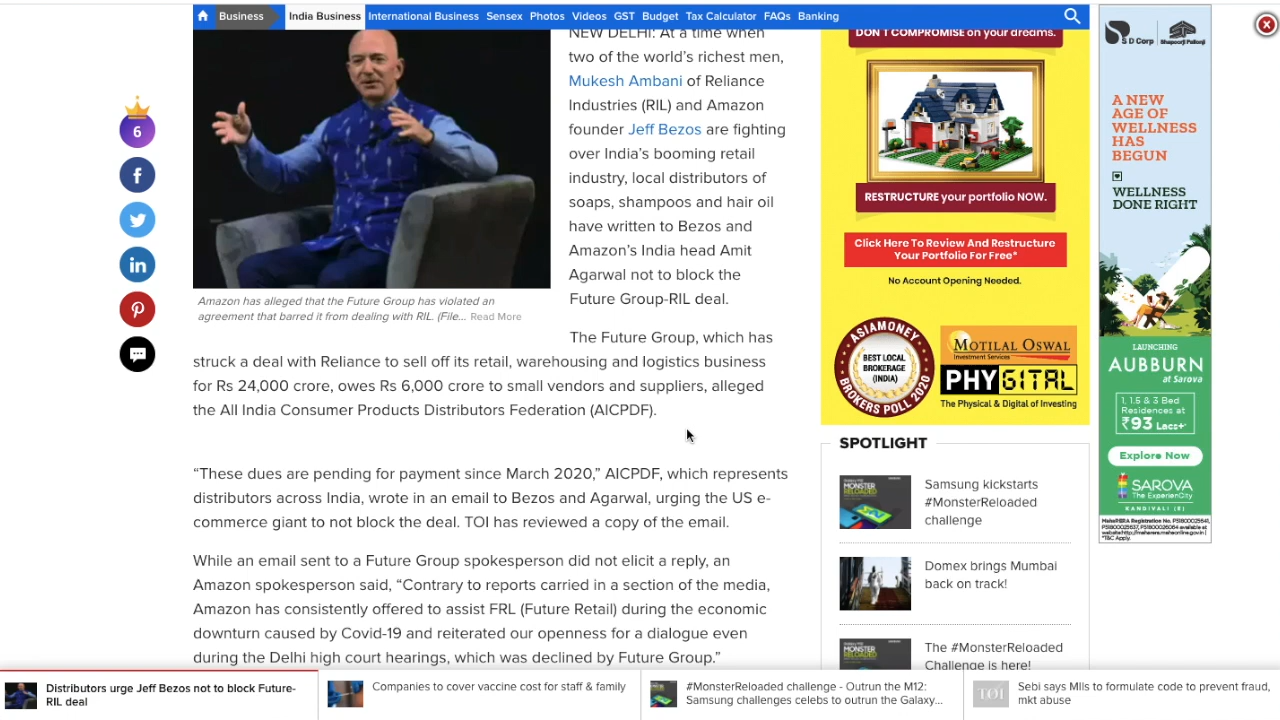 Business
India Business
International Business
Sensex
Photos
Videos
GST
Budget
Tax Calculator
FAQs
Banking
NEW DELHI: At a time when
two of the world's richest men,
Mukesh Ambani of Reliance
Industries (RIL) and Amazon
founder Jeff Bezos are fighting
over India's booming retail
industry, local distributors of
soaps, shampoos and hair oil
have written to Bezos and
Amazon's India head Amit
Agarwal not to block the
Future Group-RIL deal.
6
Amazon has alleged that the Future Group has violated an
agreement that barred it from dealing with RIL. (File... Read More
The Future Group, which has
struck a deal with Reliance to sell off its retail, warehousing and logistics business
for Rs 24,000 crore, owes Rs 6,000 crore to small vendors and suppliers, alleged
the All India Consumer Products Distributors Federation (AICPDF).
“These dues are pending for payment since March 2020,” AICPDF, which represents
distributors across India, wrote in an email to Bezos and Agarwal, urging the US e-
commerce giant to not block the deal. TOI has reviewed a copy of the email.
While an email sent to a Future Group spokesperson did not elicit a reply, an
Amazon spokesperson said, “Contrary to reports carried in a section of the media,
Amazon has consistently offered to assist FRL (Future Retail) during the economic
downturn caused by Covid-19 and reiterated our openness for a dialogue even
during the Delhi high court hearings, which was declined by Future Group.”
DON'T COMPROMISE on your dreams.
RESTRUCTURE your portfolio NOW.
Click Here To Review And Restructure
Your Portfolio For Free*
No Account Opening Needed.
ASIAMONEY
BEST LOCAL
BROKERAGE
(INDIA)
BROKERS POLL 2020
MOTILAL OSWAL
Investment Services
PHYGITAL
The Physical & Digital of Investing
SPOTLIGHT
Samsung kickstarts
#MonsterReloaded
challenge
Domex brings Mumbai
back on track!
The #MonsterReloaded
Challenge is here!
S D Corp
Shapoorji Pallonji
A NEW
AGE OF
WELLNESS
HAS
BEGUN
WELLNESS
DONE RIGHT
LAUNCHING
AUBBURN
at Sarova
1, 1.5 & 3 Bed
Residences at
₹93 Lacs+*
Explore Now
SAROVA
The ExperienCity
KANDIVALI (E)
*T&C Apply.
Distributors urge Jeff Bezos not to block Future-
RIL deal
Companies to cover vaccine cost for staff & family
#MonsterReloaded challenge - Outrun the M12:
Samsung challenges celebs to outrun the Galaxy...
TOI
Sebi says MIIs to formulate code to prevent fraud,
mkt abuse